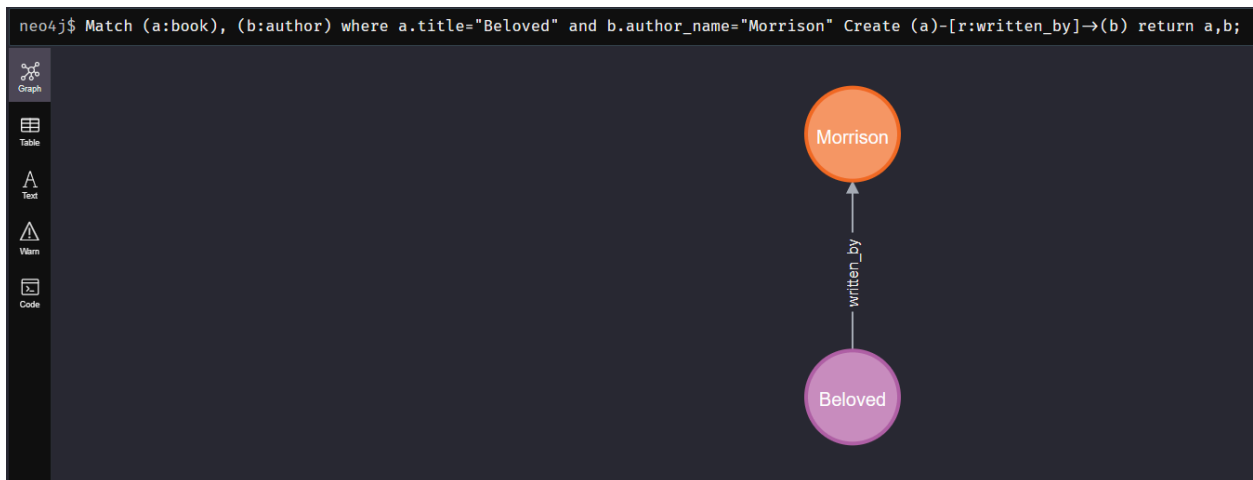 neo4j$ Match (a:book), (b:author) where a.title="Beloved" and b.author_name="Morrison" Create (a)-[r:written_by]→(b) return a,b;
Graph
Table
A
Text
Warn
Code
Morrison
written_by
Beloved